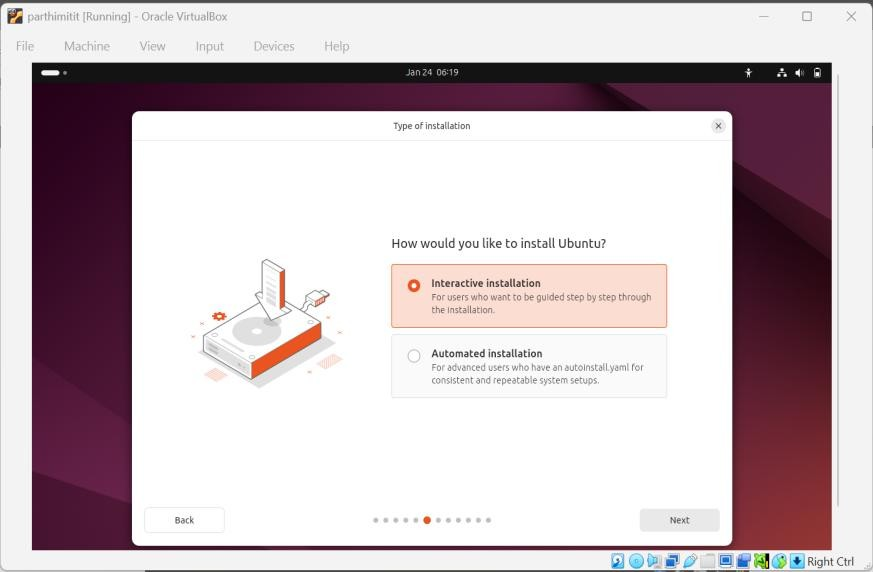 parthimitit [Running] - Oracle VirtualBox
File Machine View Input Devices Help
Jan 24 06:19
Type of installation
How would you like to install Ubuntu?
Interactive installation
For users who want to be guided step by step through
the installation.
Automated installation
For advanced users who have an autoinstall.yaml for
consistent and repeatable system setups.
Back
Next
Right Ctrl